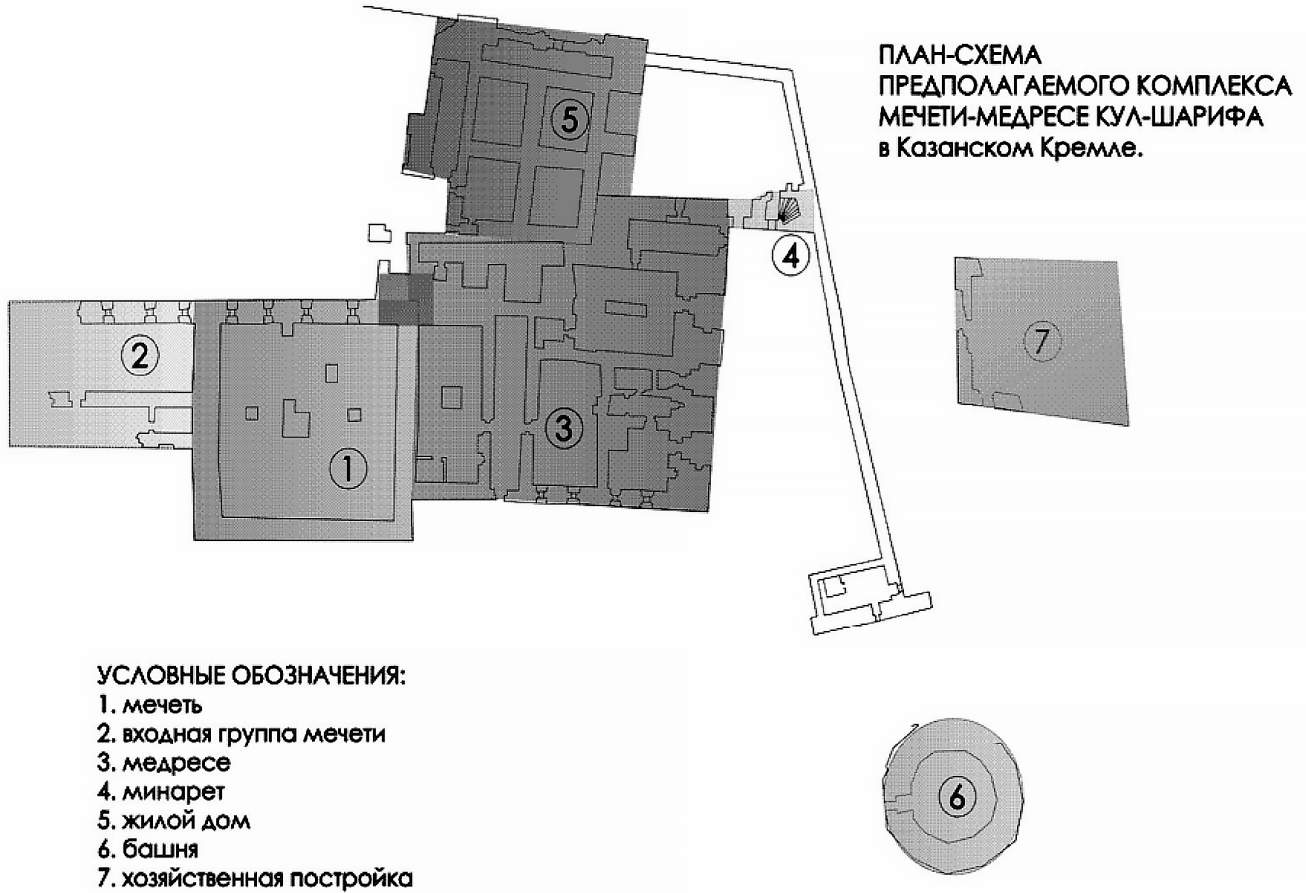 ПЛАН-СХЕМА
ПРЕДПОЛАГАЕМОГО КОМПЛЕКСА
МЕЧЕТИ-МЕДРЕСЕ КУЛ-ШАРИФА
в Казанском Кремле.
5
4
7
2
3
1
6
УСЛОВНЫЕ ОБОЗНАЧЕНИЯ:
1. мечеть
2. входная группа мечети
3. медресе
4. минарет
5. жилой дом
6. башня
7. хозяйственная постройка